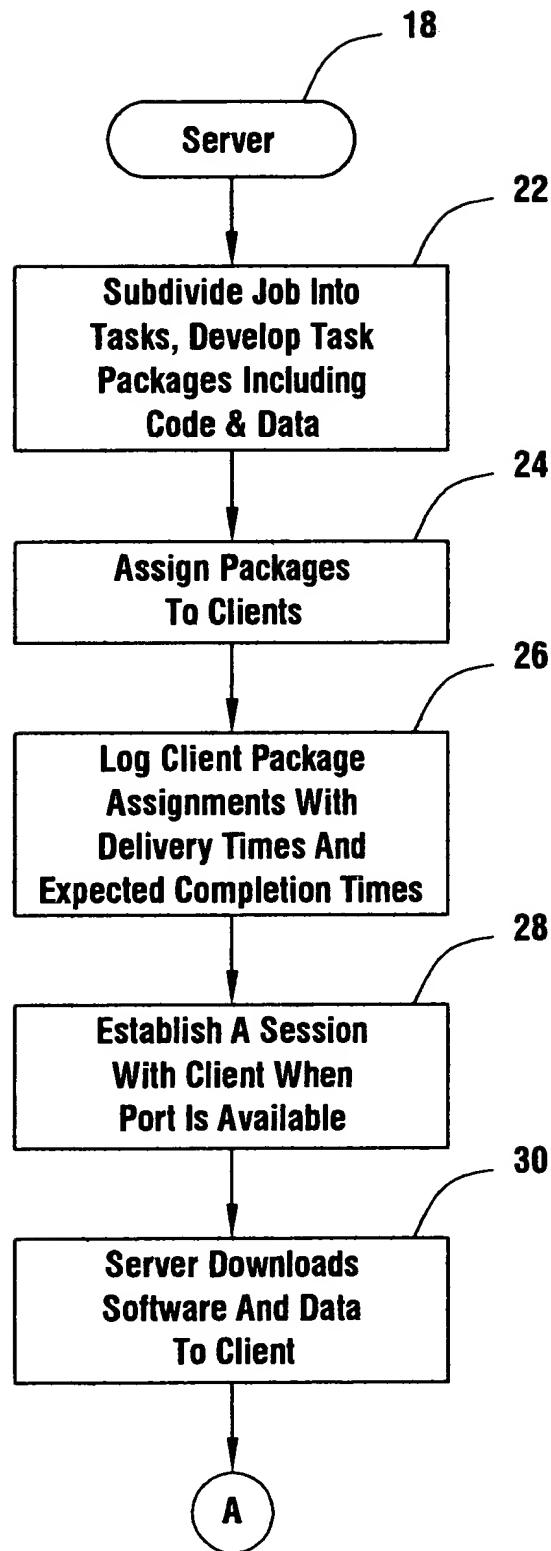 18
Server
22
Subdivide Job Into
Tasks, Develop Task
Packages Including
Code & Data
24
Assign Packages
To Clients
26
Log Client Package
Assignments With
Delivery Times And
Expected Completion Times
28
Establish A Session
With Client When
Port Is Available
30
Server Downloads
Software And Data
To Client
A